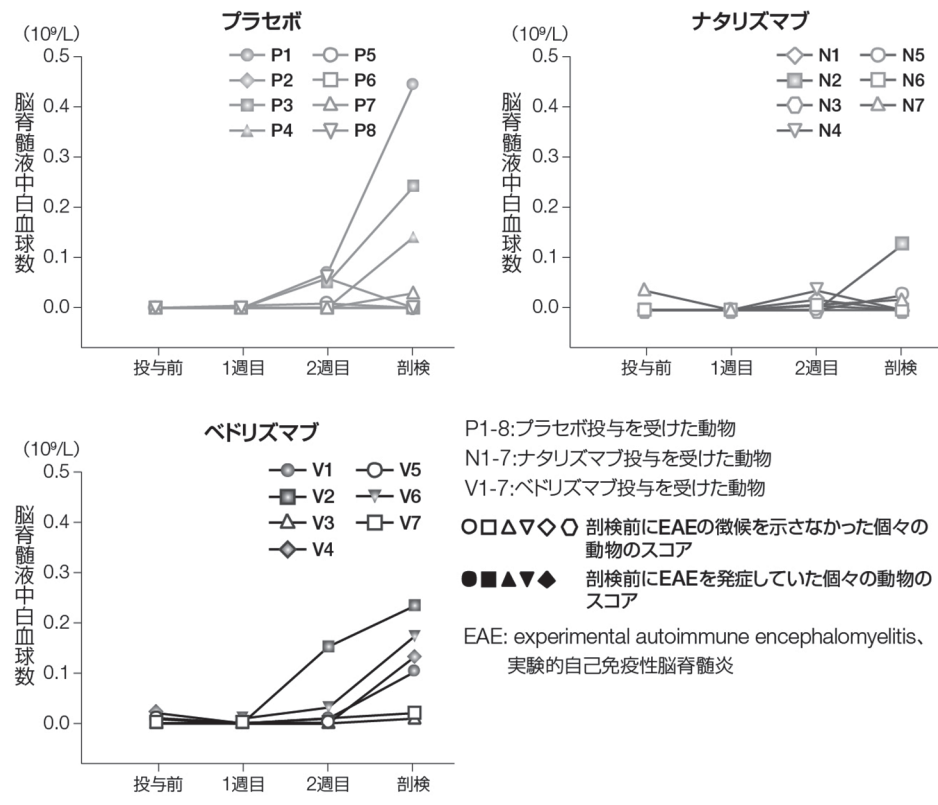 プラセボ
(10⁹/L)
0.5
0.4
0.3
0.2
0.1
0.0
脳脊髄液中白血球数
P1
P2
P3
P4
P5
P6
P7
P8
投与前
1週目
2週目
剖検
ナタリズマブ
(10⁹/L)
0.5
0.4
0.3
0.2
0.1
0.0
脳脊髄液中白血球数
N1
N2
N3
N4
N5
N6
N7
投与前
1週目
2週目
剖検
ベドリズマブ
(10⁹/L)
0.5
0.4
0.3
0.2
0.1
0.0
脳脊髄液中白血球数
V1
V2
V3
V4
V5
V6
V7
投与前
1週目
2週目
剖検
P1-8:プラセボ投与を受けた動物
N1-7:ナタリズマブ投与を受けた動物
V1-7:ベドリズマブ投与を受けた動物
剖検前にEAEの徴候を示さなかった個々の
動物のスコア
剖検前にEAEを発症していた個々の動物の
スコア
EAE: experimental autoimmune encephalomyelitis、
実験的自己免疫性脳脊髄炎